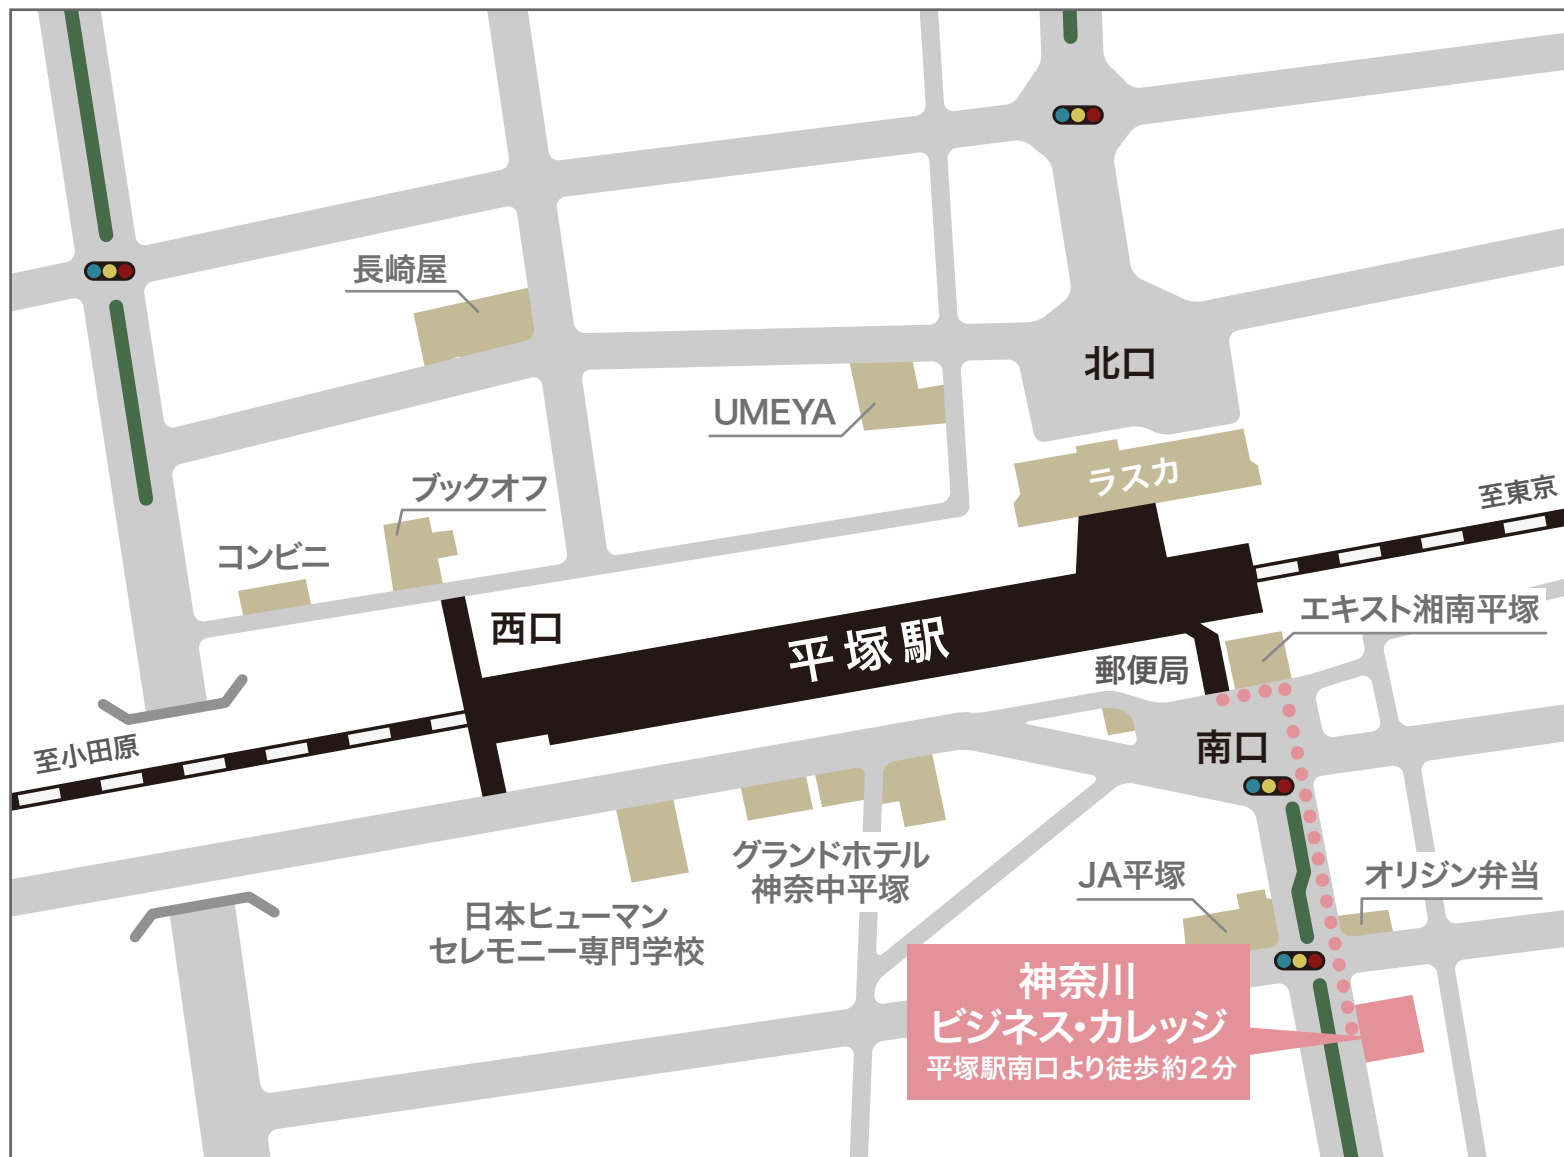 長崎屋
北口
UMEYA
ラスカ
ブックオフ
至東京
コンビニ
西口
エキスト湘南平塚
平塚駅
郵便局
至小田原
南口
グランドホテル
神奈中平塚
JA平塚
オリジン弁当
日本ヒューマン
セレモニー専門学校
神奈川
ビジネス・カレッジ
平塚駅南口より徒歩約2分